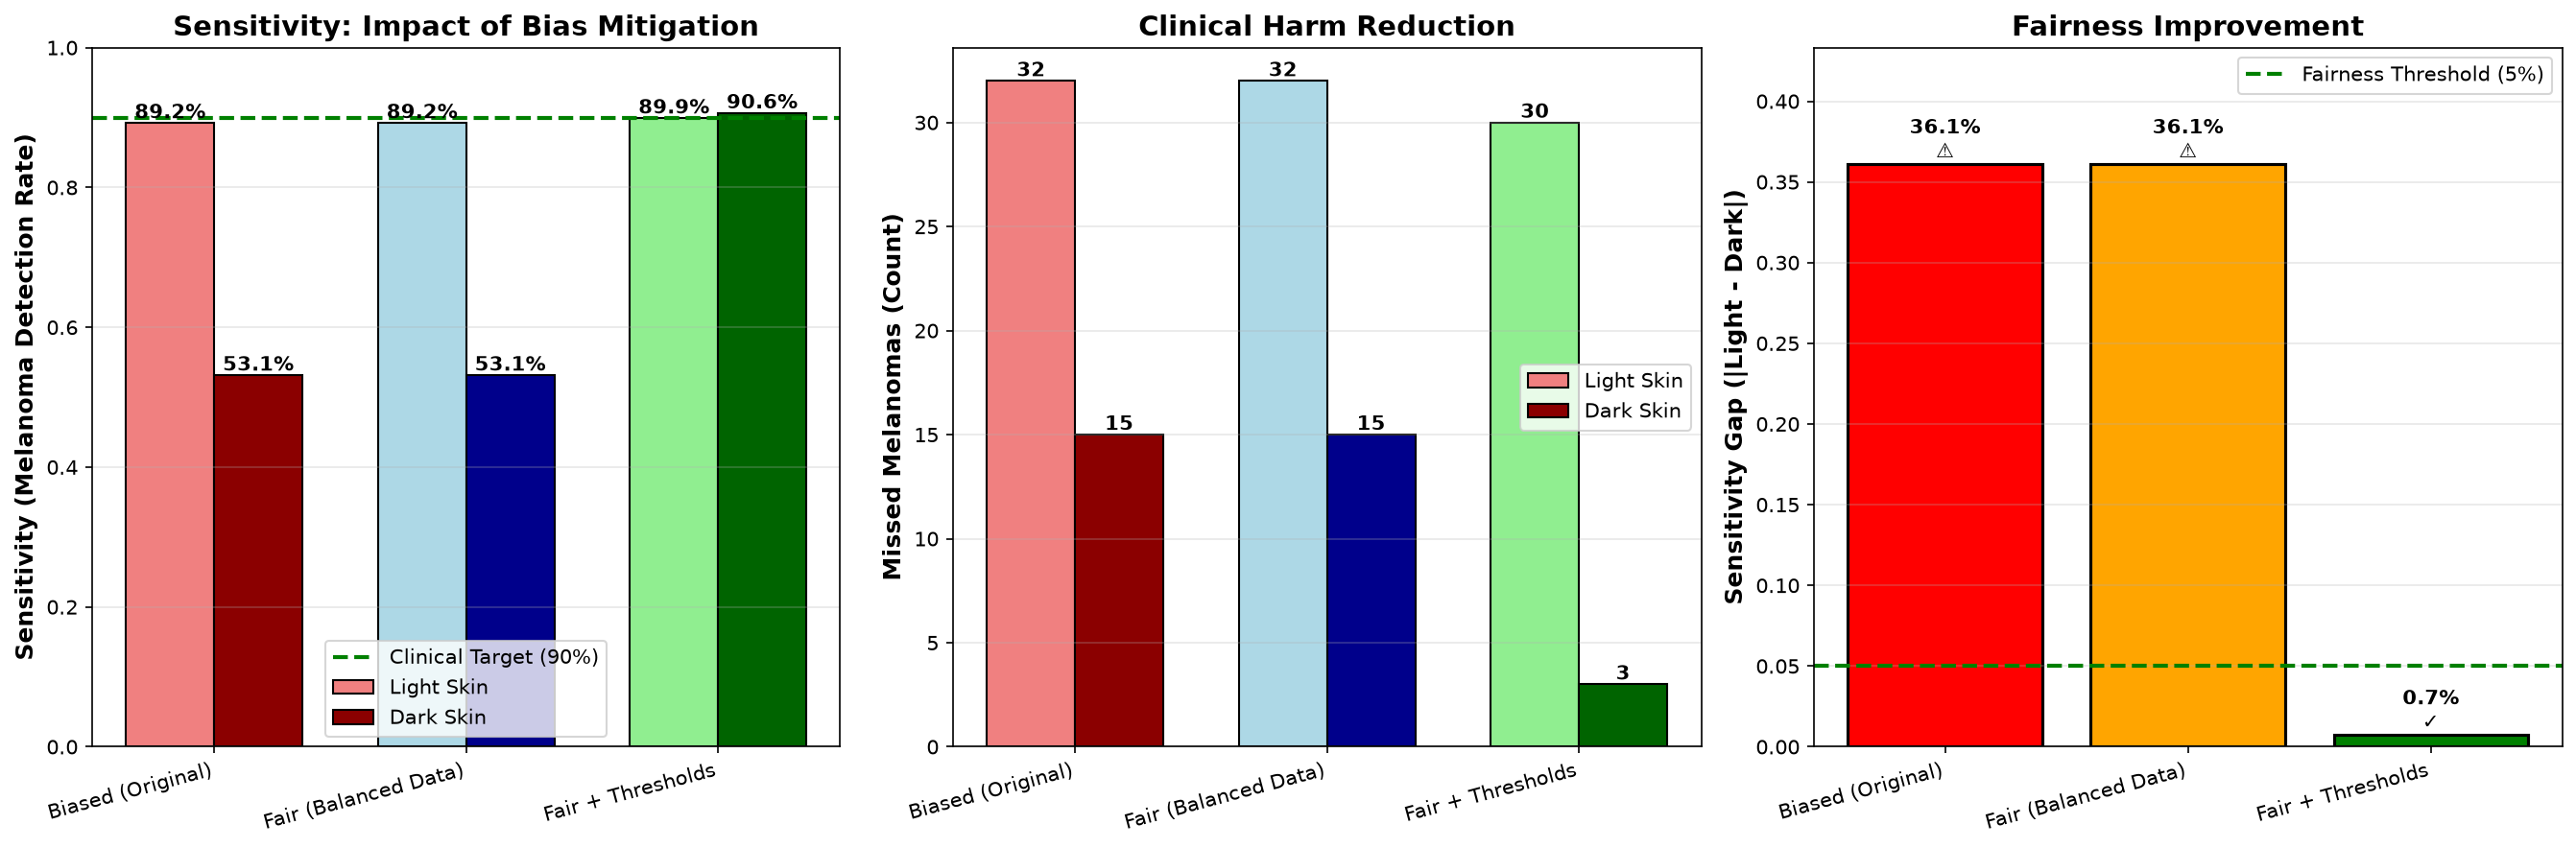 Sensitivity: Impact of Bias Mitigation
Sensitivity (Melanoma Detection Rate)
1.0
0.8
0.6
0.4
0.2
0.0
89.2%
53.1%
89.2%
53.1%
89.9%
90.6%
Clinical Target (90%)
Light Skin
Dark Skin
Biased (Original)
Fair (Balanced Data)
Fair + Thresholds
Clinical Harm Reduction
Missed Melanomas (Count)
30
25
20
15
10
5
0
32
15
32
15
30
3
Light Skin
Dark Skin
Biased (Original)
Fair (Balanced Data)
Fair + Thresholds
Fairness Improvement
Sensitivity Gap (|Light - Dark|)
0.40
0.35
0.30
0.25
0.20
0.15
0.10
0.05
0.00
Fairness Threshold (5%)
36.1%
⚠
36.1%
⚠
0.7%
✓
Biased (Original)
Fair (Balanced Data)
Fair + Thresholds